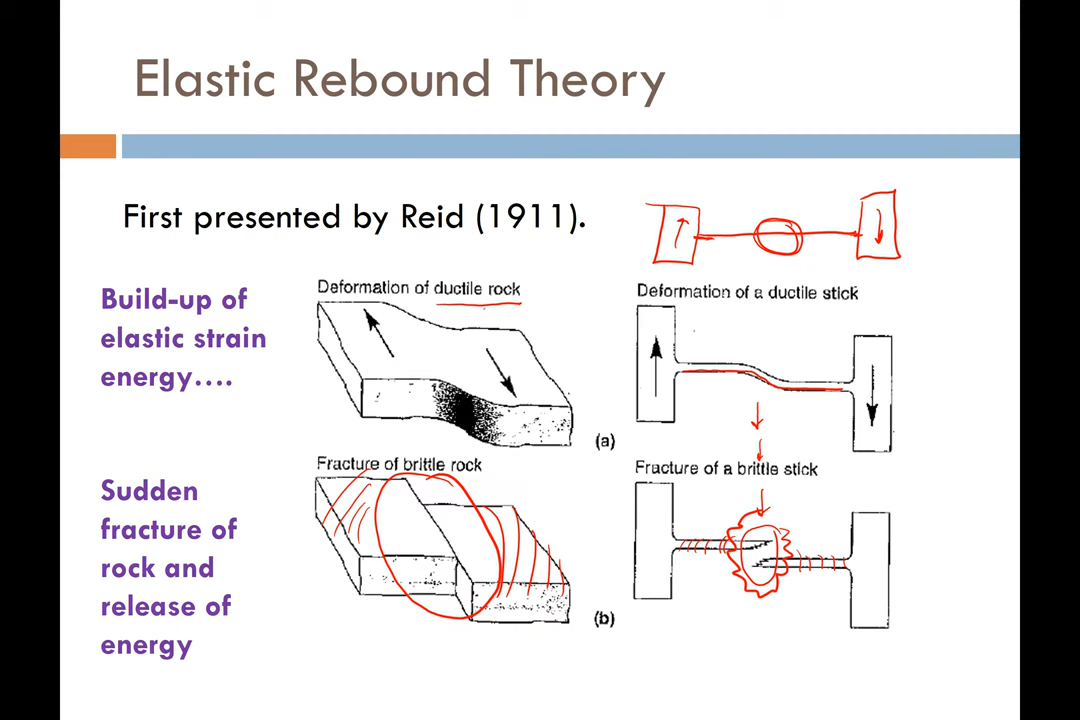 Elastic Rebound Theory
First presented by Reid (1911).
Build-up of
elastic strain
energy....
Deformation of ductile rock
Deformation of a ductile stick
(a)
Sudden
fracture of
rock and
release of
energy
Fracture of brittle rock
Fracture of a brittle stick
(b)